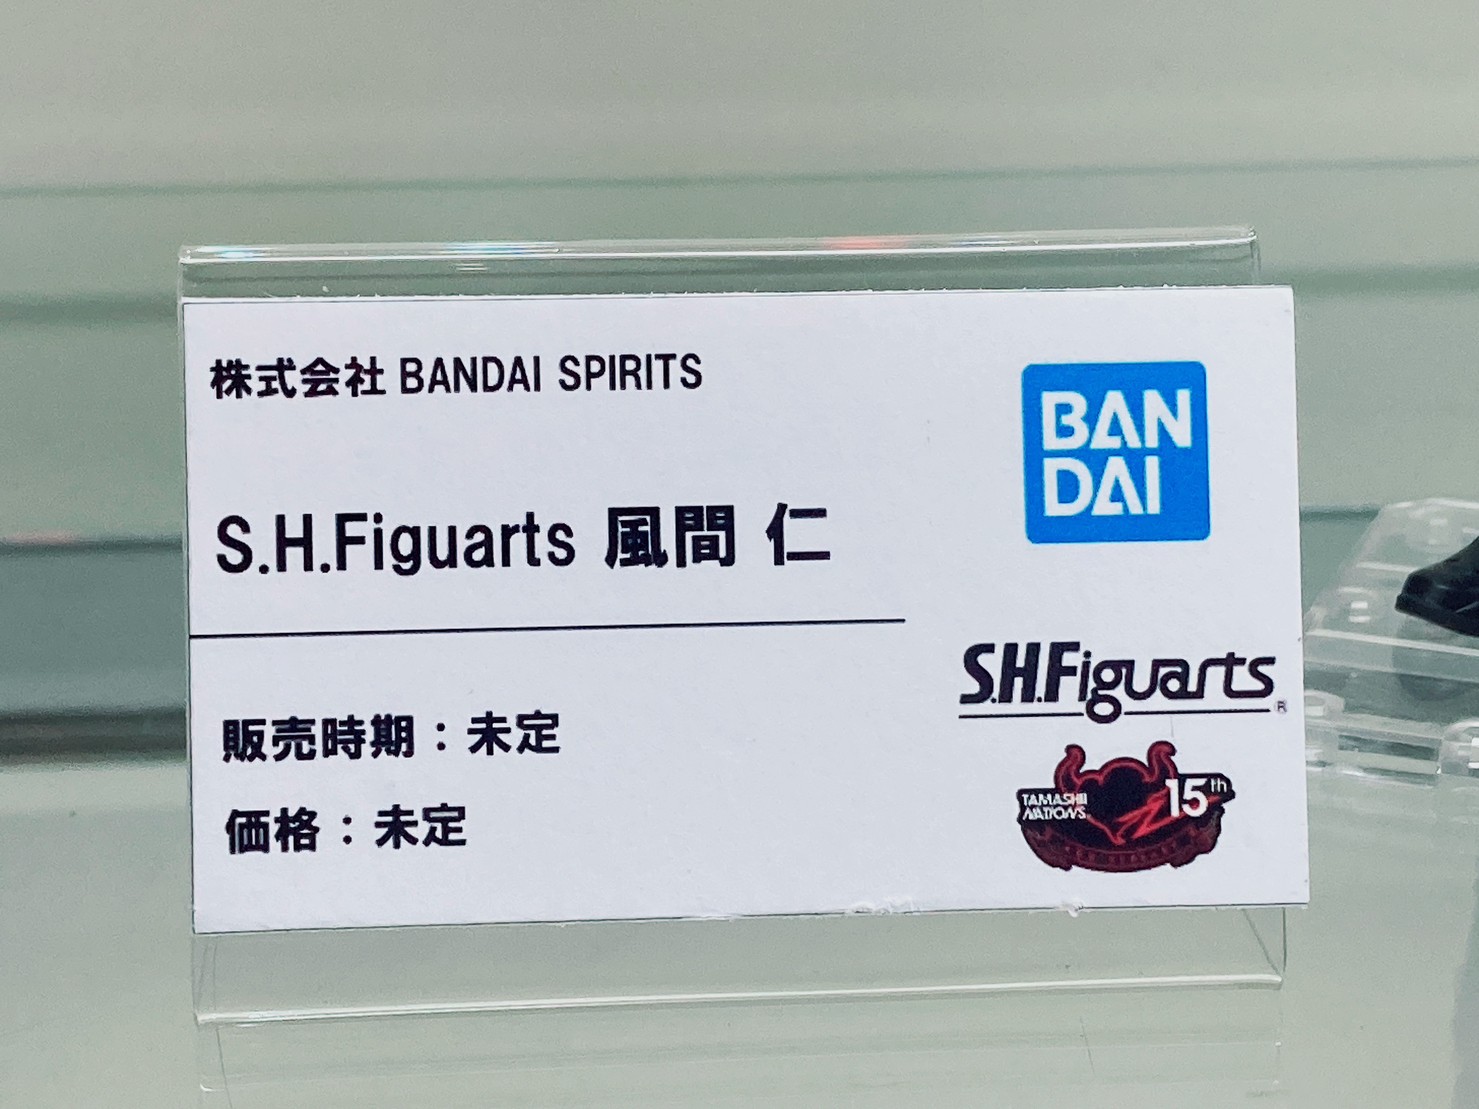 株式会社 BANDAI SPIRITS
BAN
DAI
S.H.Figuarts 風間 仁
S.H.Figuarts ®
販売時期：未定
価格：未定
TAMASHII
NATIONS
15th